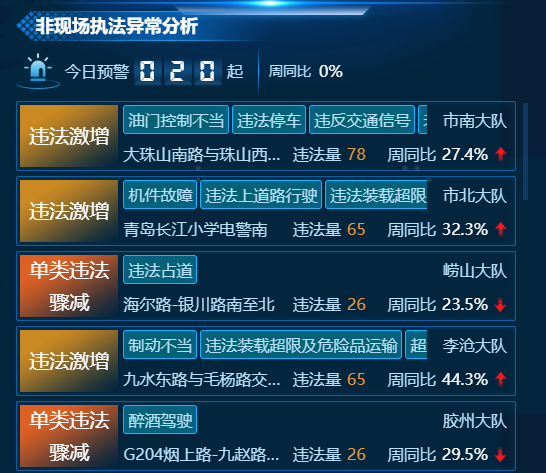 非现场执法异常分析
今日预警 020 起 周同比 0%
违法激增 油门控制不当 违法停车 违反交通信号 市南大队
大珠山南路与珠山西... 违法量 78 周同比 27.4%
违法激增 机件故障 违法上道路行驶 违法装载超限 市北大队
青岛长江小学电警南 违法量 65 周同比 32.3%
单类违法骤减 违法占道 崂山大队
海尔路-银川路南至北 违法量 26 周同比 23.5%
违法激增 制动不当 违法装载超限及危险品运输 超 李沧大队
九水东路与毛杨路交... 违法量 65 周同比 44.3%
单类违法骤减 醉酒驾驶 胶州大队
G204烟上路-九赵路... 违法量 26 周同比 29.5%